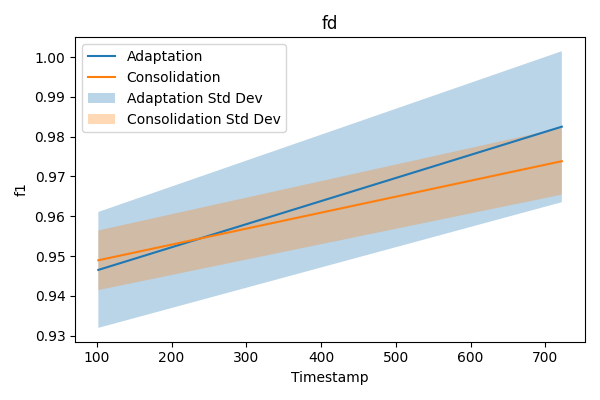 fd
Adaptation
Consolidation
Adaptation Std Dev
Consolidation Std Dev
1.00
0.99
0.98
0.97
0.96
0.95
0.94
0.93
f1
100 200 300 400 500 600 700
Timestamp